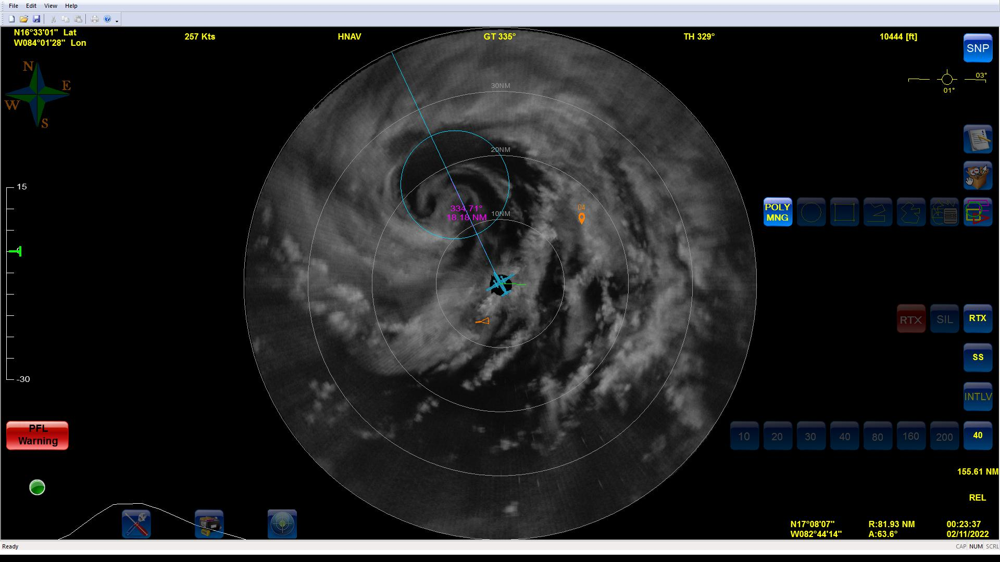 File Edit View Help
N16°33'01" Lat
W084°01'28" Lon
257 Kts
HNAV
GT 335°
TH 329°
10444 [ft]
SNP
N
E
W
S
03°
01°
30NM
20NM
10NM
334.71°
18.18 NM
04
15
0
-30
POLY
MNG
RTX
SIL
RTX
SS
INTLV
PFL
Warning
10
20
30
40
80
160
200
40
155.61 NM
REL
N17°08'07" R:81.93 NM 00:23:37
W082°44'14" A:63.6° 02/11/2022
Ready
CAP NUM SCRL